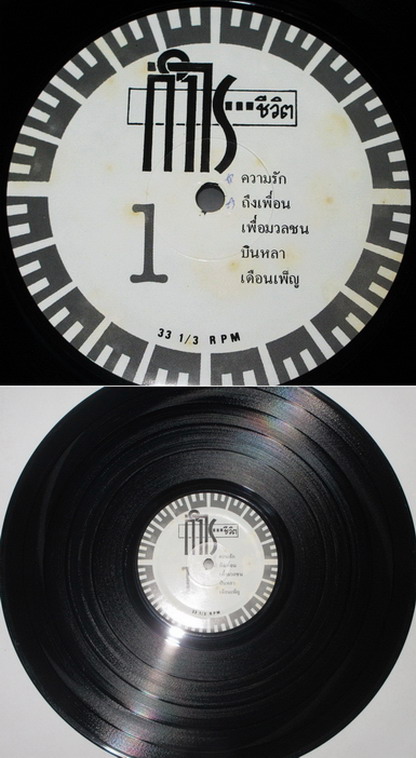 กำไร
...ชีวิต
ความรัก
ถึงเพื่อน
เพื่อมวลชน
บินหลา
เดือนเพ็ญ
1
33 1/3 RPM